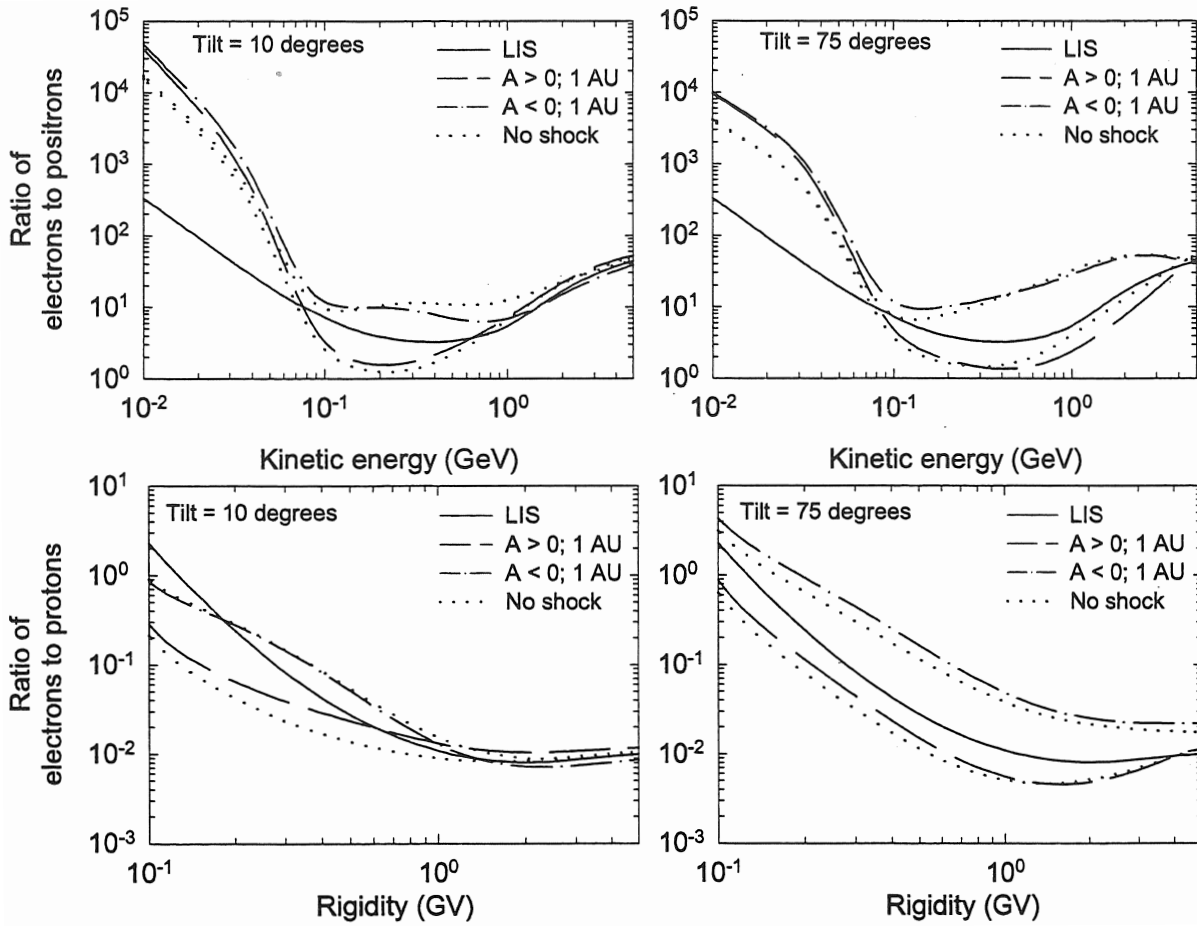 Ratio of
electrons to positrons
10^5
10^4
10^3
10^2
10^1
10^0
Tilt = 10 degrees
LIS
A > 0; 1 AU
A < 0; 1 AU
No shock
10^-2
10^-1
10^0
Kinetic energy (GeV)
10^5
10^4
10^3
10^2
10^1
10^0
Tilt = 75 degrees
LIS
A > 0; 1 AU
A < 0; 1 AU
No shock
10^-2
10^-1
10^0
Kinetic energy (GeV)
Ratio of
electrons to protons
10^1
10^0
10^-1
10^-2
10^-3
Tilt = 10 degrees
LIS
A > 0; 1 AU
A < 0; 1 AU
No shock
10^-1
10^0
Rigidity (GV)
10^1
10^0
10^-1
10^-2
10^-3
Tilt = 75 degrees
LIS
A > 0; 1 AU
A < 0; 1 AU
No shock
10^-1
10^0
Rigidity (GV)